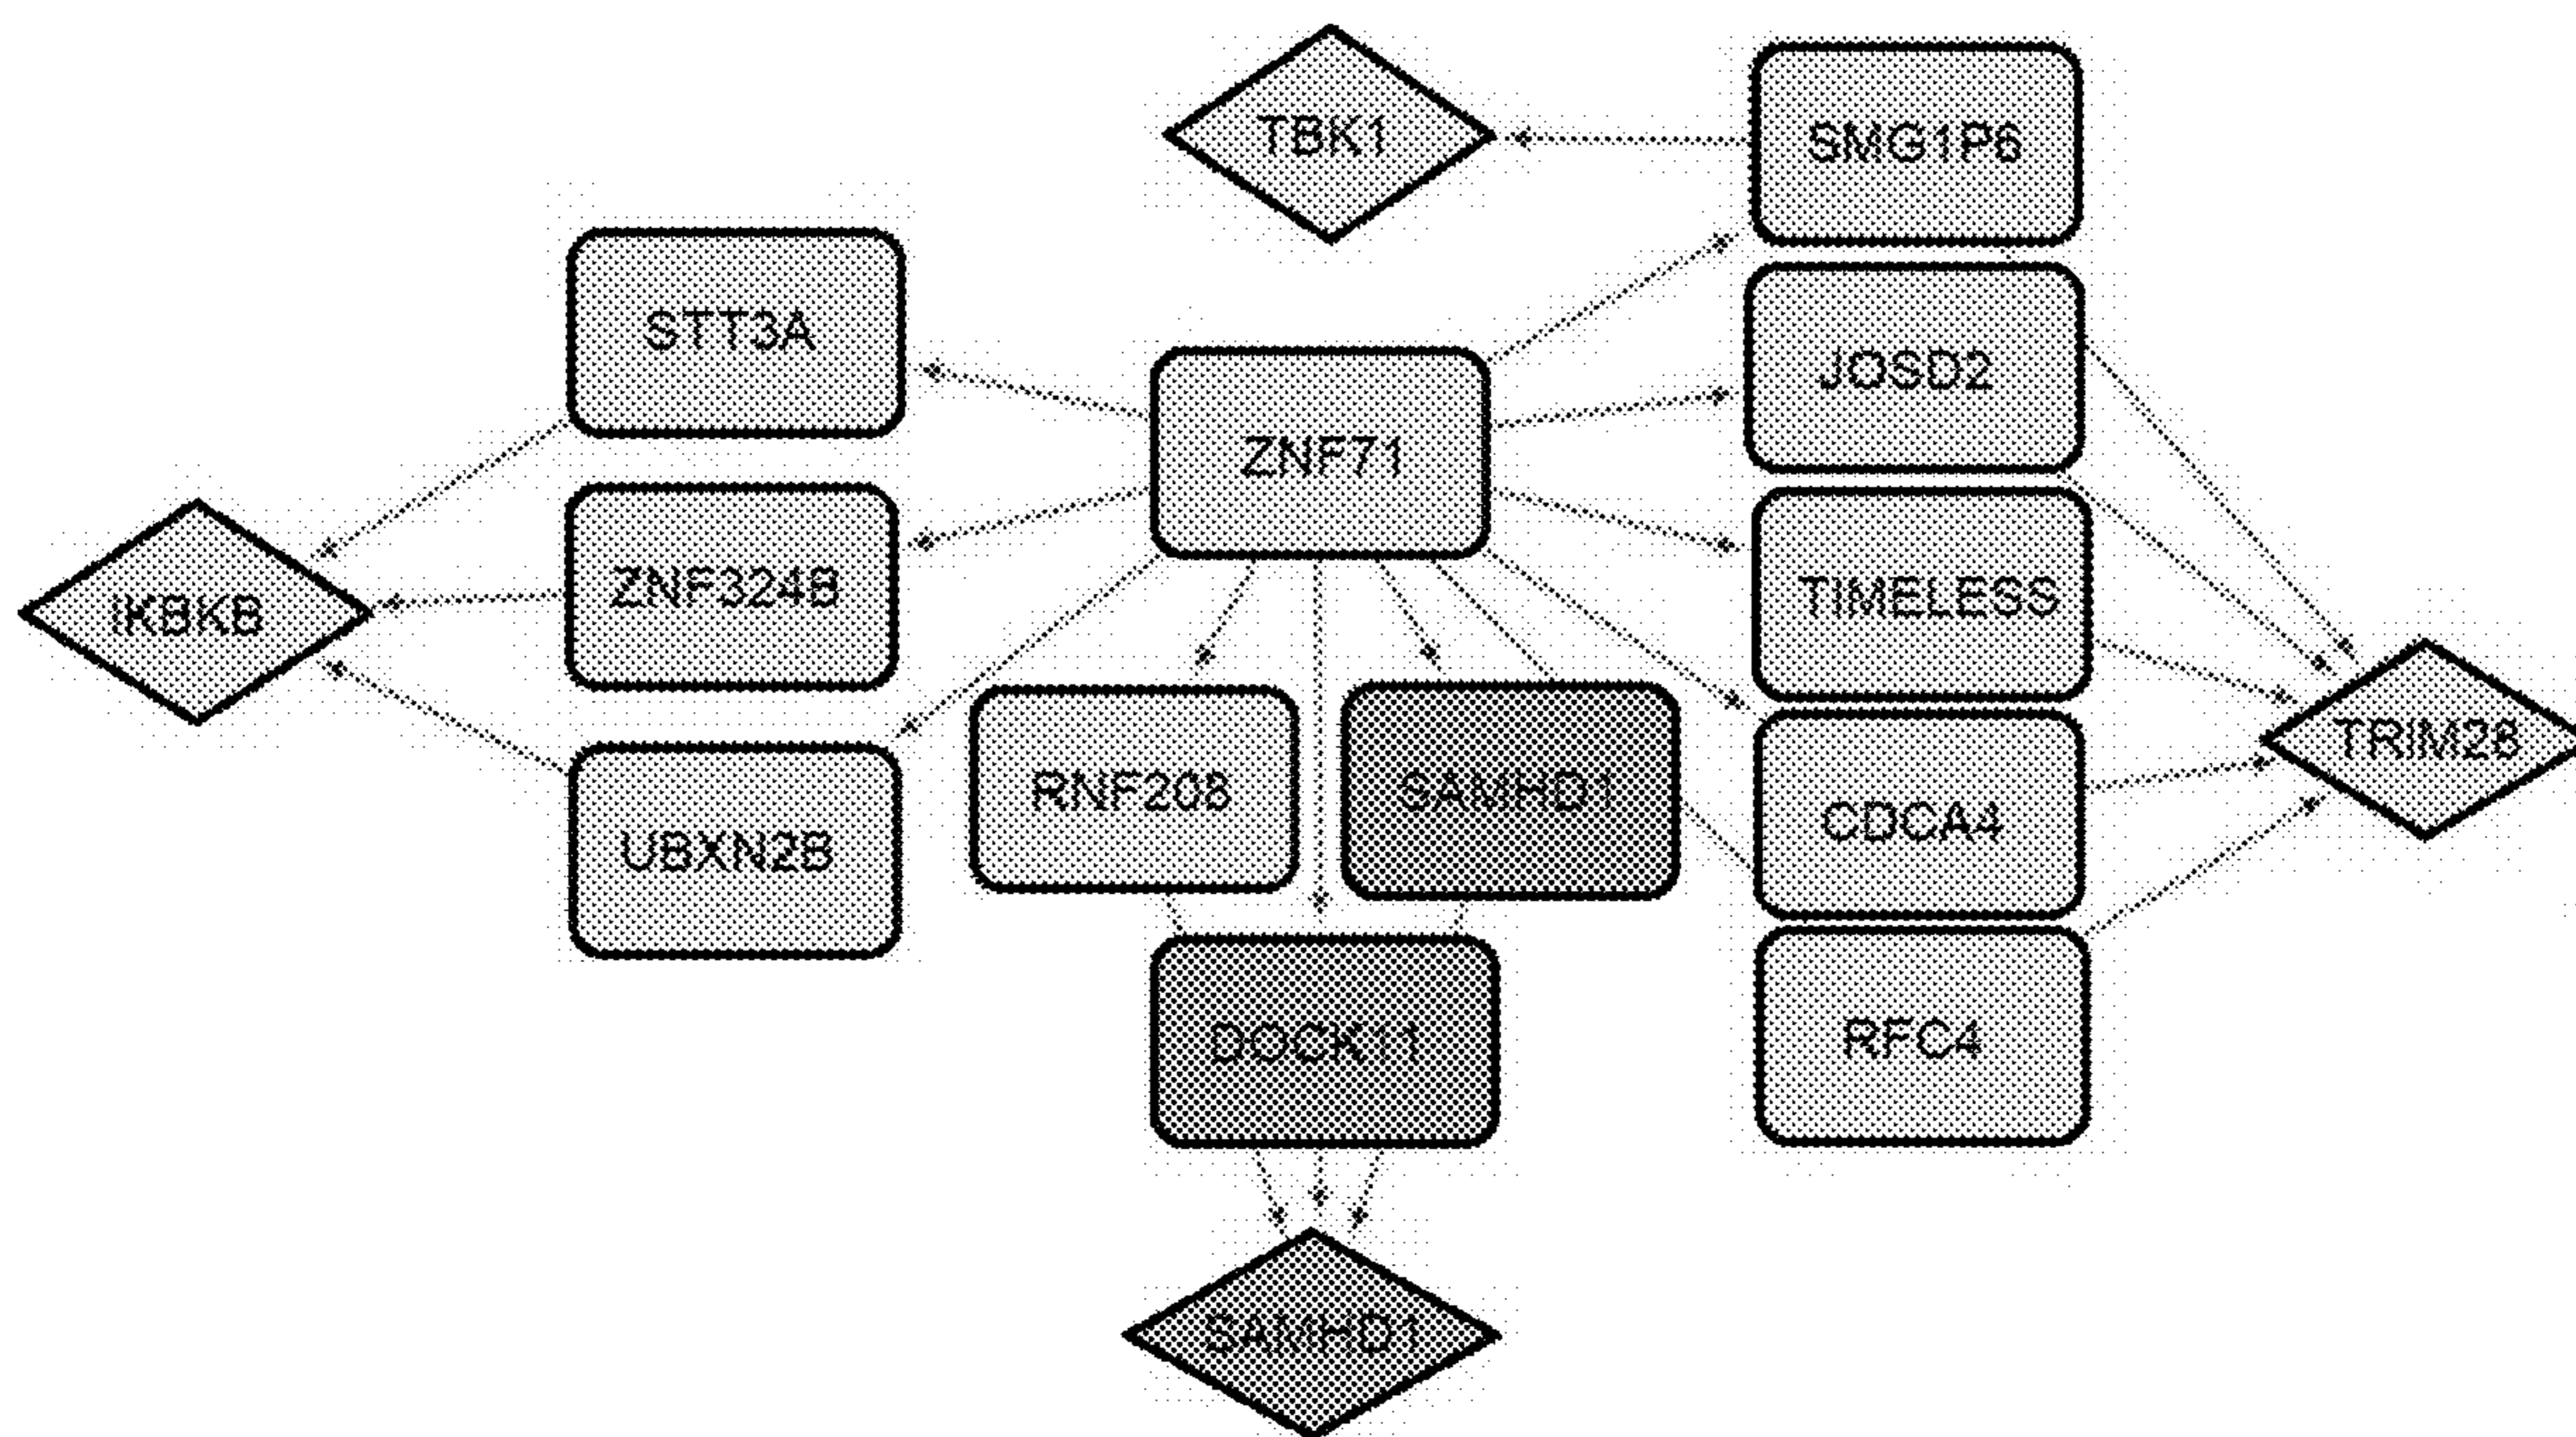 TBK1
SMG1P6
STT3A
JOSD2
ZNF71
IKBKB
ZNF324B
TIMELESS
TRIM28
RNF208
SAMHD1
CDCA4
UBXN2B
DOCK11
RFC4
SAMHD1